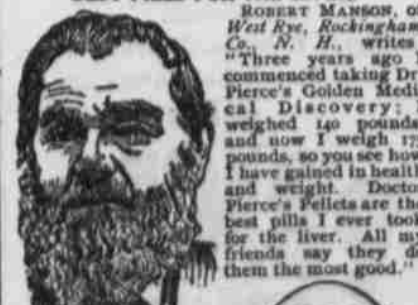 ROBERT MANSON, of
West Rye, Rockingham
Co., N. H., writes
"Three years ago I
commenced taking Dr
Pierce's Golden Medi
cal Discovery;
weighed 140 pounds
and now I weigh 175
pounds, so you see how
I have gained in health
and weight. Doct
Pierce's Pellets are the
best pills I ever took
for the liver. All my
friends say they do
them the most good."